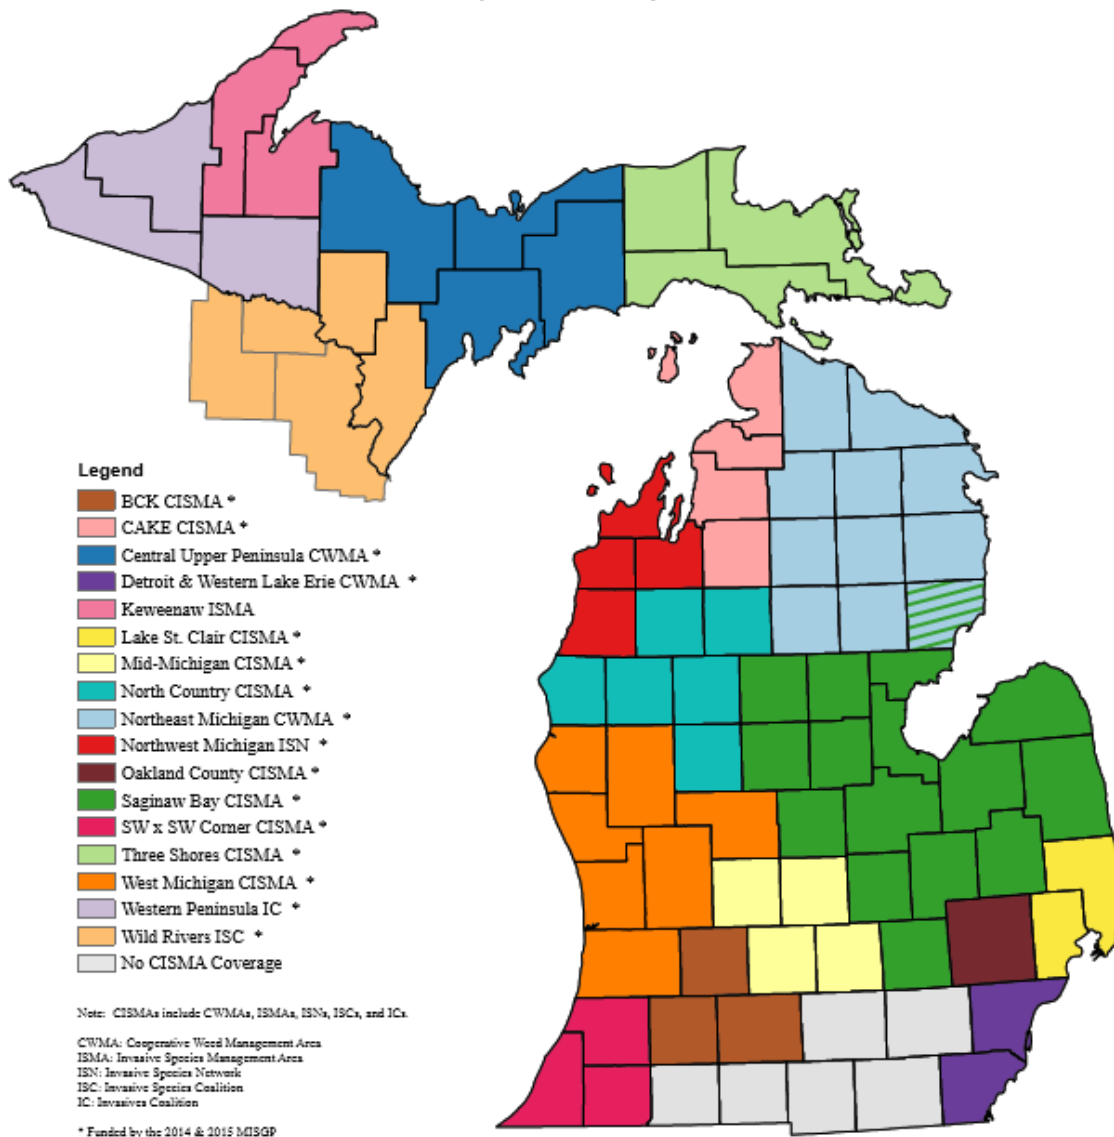 Legend
BCK CISMA *
CAKE CISMA *
Central Upper Peninsula CWMA *
Detroit & Western Lake Erie CWMA *
Keweenaw ISMA
Lake St. Clair CISMA *
Mid-Michigan CISMA *
North Country CISMA *
Northeast Michigan CWMA *
Northwest Michigan ISN *
Oakland County CISMA *
Saginaw Bay CISMA *
SW x SW Corner CISMA *
Three Shores CISMA *
West Michigan CISMA *
Western Peninsula IC *
Wild Rivers ISC *
No CISMA Coverage
Note: CISMAs include CWMAs, ISMAs, ISNs, ISCs, and ICs.
CWMA: Cooperative Weed Management Area
ISMA: Invasive Species Management Area
ISN: Invasive Species Network
ISC: Invasive Species Coalition
IC: Invasives Coalition
* Funded by the 2014 & 2015 MISGP